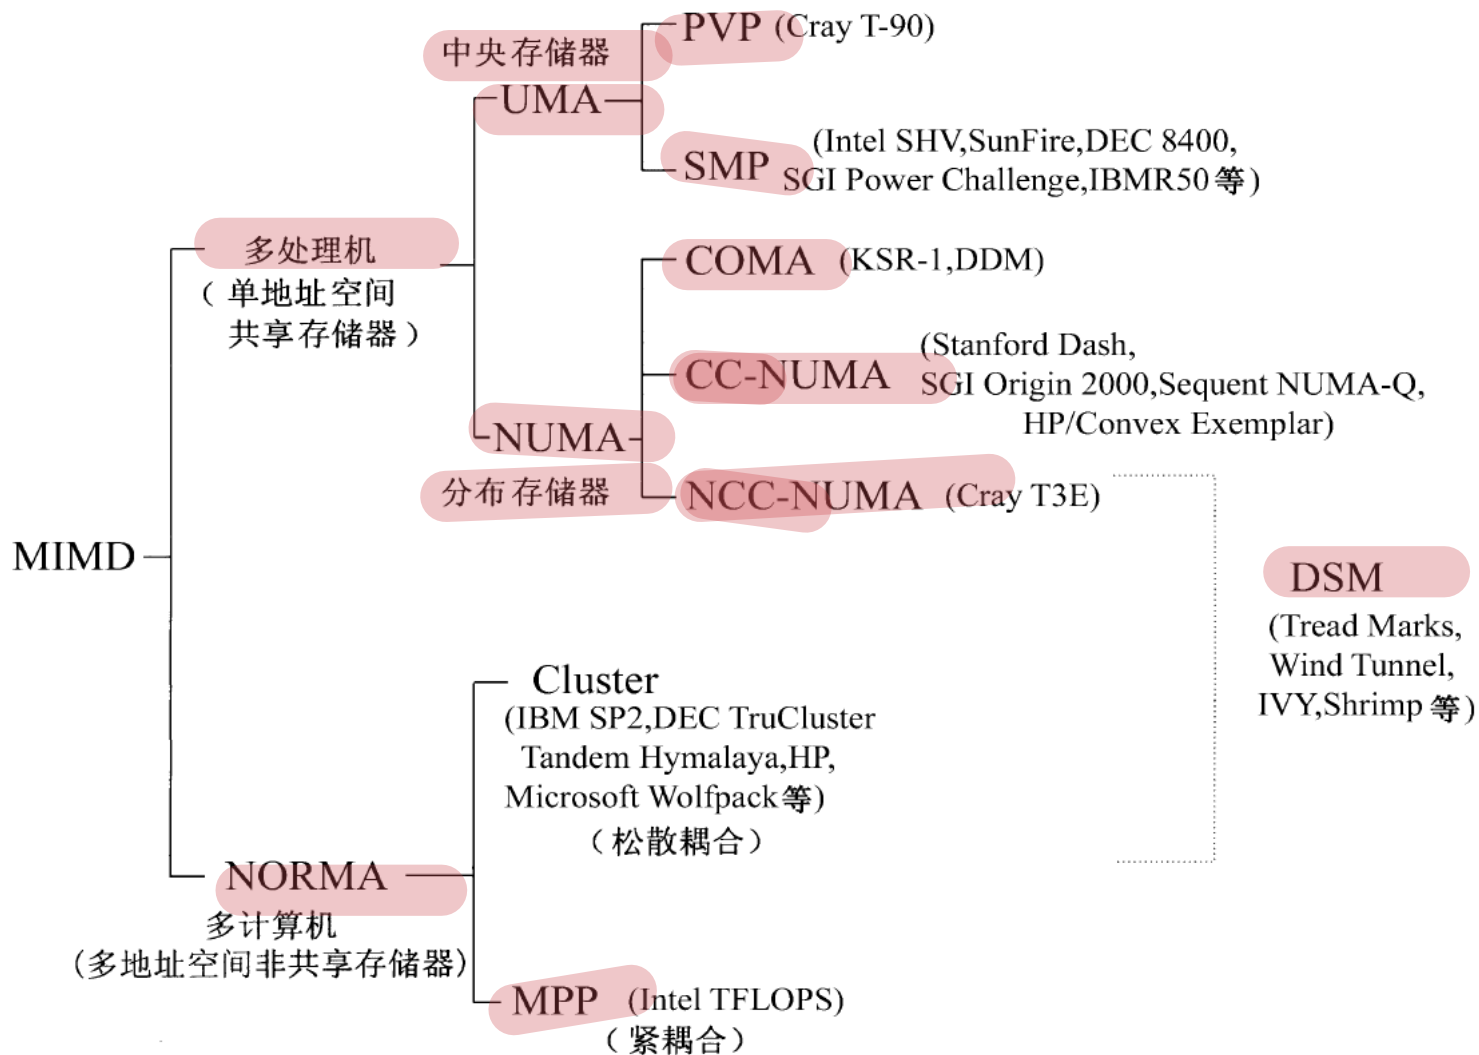 中央存储器
PVP (Cray T-90)
UMA
SMP
(Intel SHV,SunFire,DEC 8400,
SGI Power Challenge,IBMR50等)
多处理机
(单地址空间
共享存储器)
COMA (KSR-1,DDM)
CC-NUMA
(Stanford Dash,
SGI Origin 2000,Sequent NUMA-Q,
HP/Convex Exemplar)
NUMA
分布存储器
NCC-NUMA (Cray T3E)
MIMD
DSM
(Tread Marks,
Wind Tunnel,
IVY,Shrimp等)
Cluster
(IBM SP2,DEC TruCluster
Tandem Hymalaya,HP,
Microsoft Wolfpack等)
(松散耦合)
NORMA
多计算机
(多地址空间非共享存储器)
MPP (Intel TFLOPS)
(紧耦合)